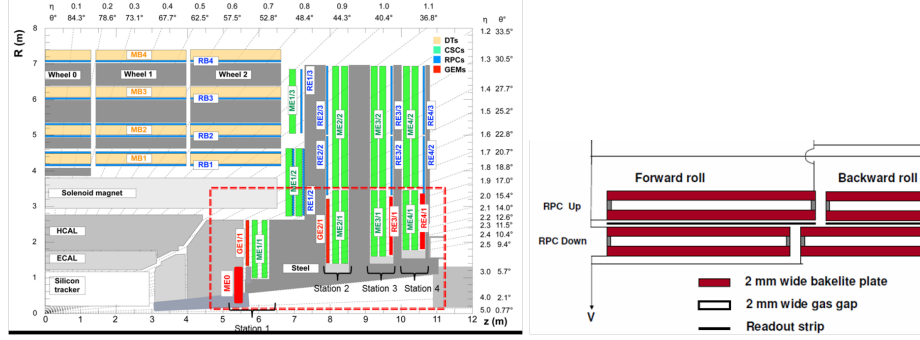 η 0.1 0.2 0.3 0.4 0.5 0.6 0.7 0.8 0.9 1.0 1.1 η θ°
θ° 84.3° 78.6° 73.1° 67.7° 62.5° 57.5° 52.8° 48.4° 44.3° 40.4° 36.8°
R (m)
8
7
6
5
4
3
2
1
0
DTs
CSCs
RPCs
GEMs
1.2 33.5°
1.3 30.5°
1.4 27.7°
1.5 25.2°
1.6 22.8°
1.7 20.7°
1.8 18.8°
1.9 17.0°
2.0 15.4°
2.1 14.0°
2.2 12.6°
2.3 11.5°
2.4 10.4°
2.5 9.4°
3.0 5.7°
4.0 2.1°
5.0 0.77°
MB4
RB4
Wheel 0
Wheel 1
Wheel 2
MB3
RB3
MB2
RB2
MB1
RB1
Solenoid magnet
HCAL
ECAL
Silicon
tracker
Steel
ME0
GE1/1
ME1/1
ME1/2
ME1/3
RE1/2
RE1/3
RE2/3
ME2/2
RE2/2
GE2/1
ME2/1
ME3/2
RE3/3
RE3/2
ME3/1
RE3/1
ME4/2
RE4/3
RE4/2
ME4/1
RE4/1
Station 1
Station 2
Station 3
Station 4
0 1 2 3 4 5 6 7 8 9 10 11 12
z (m)
Forward roll
Backward roll
RPC Up
RPC Down
V
2 mm wide bakelite plate
2 mm wide gas gap
Readout strip